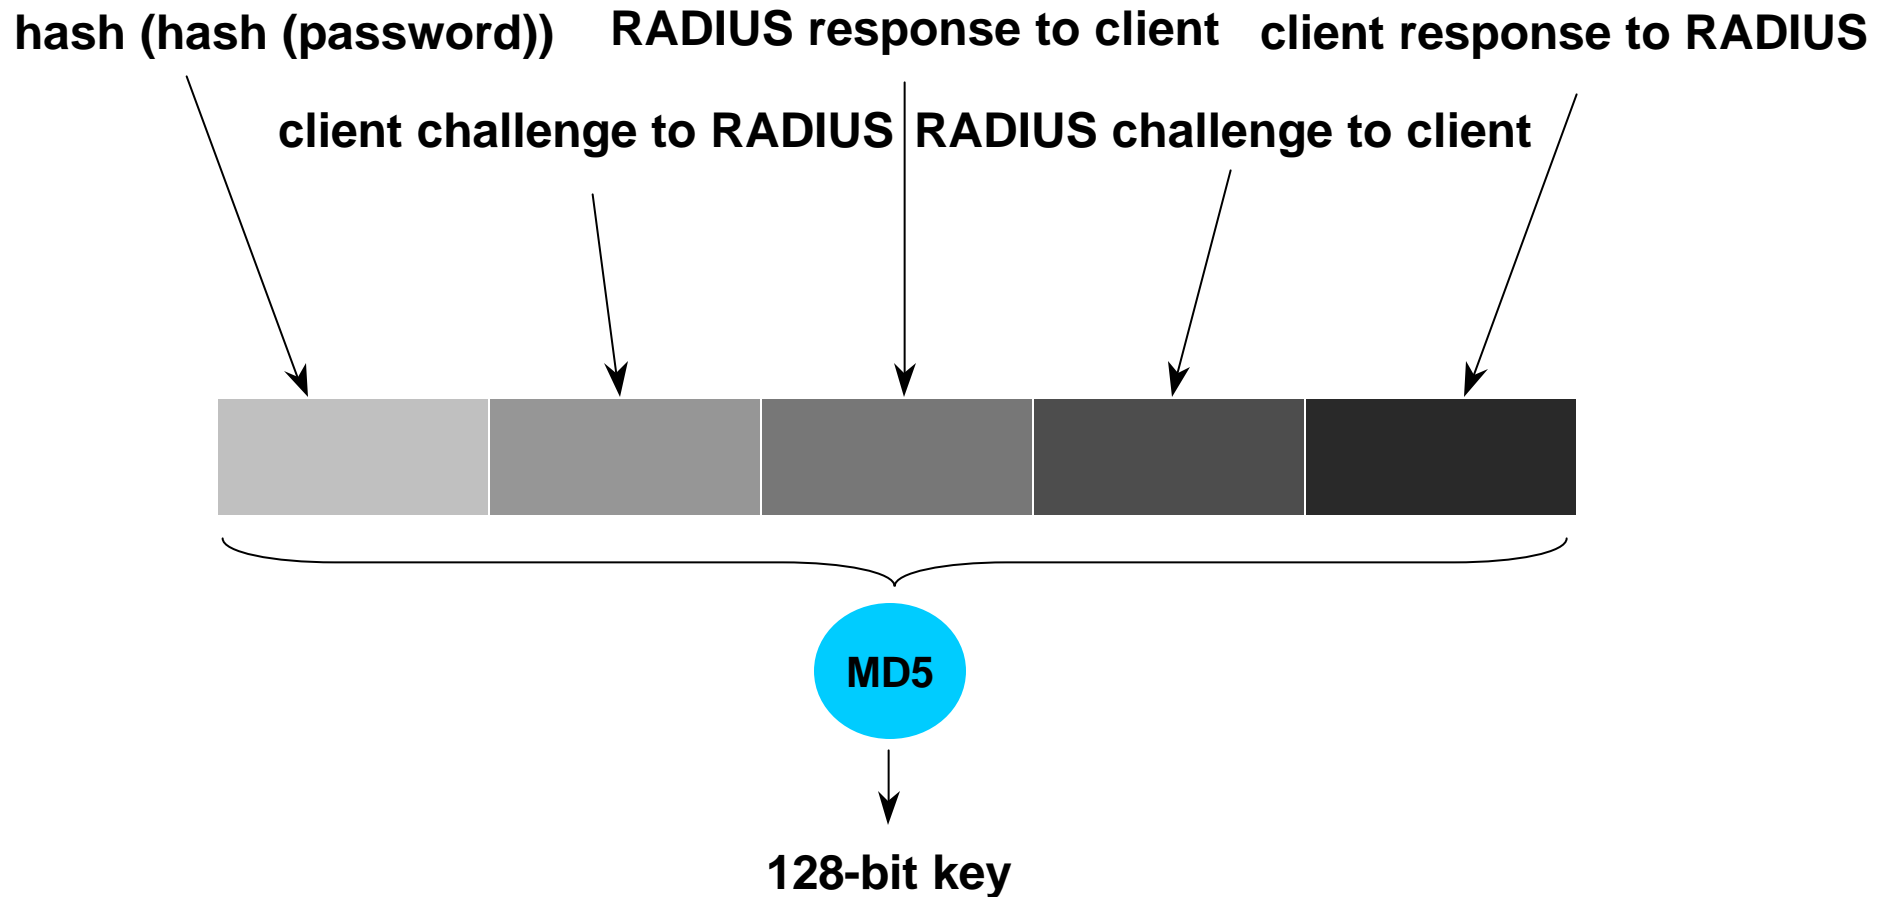 hash (hash (password))
RADIUS response to client
client response to RADIUS
client challenge to RADIUS
RADIUS challenge to client
MD5
128-bit key